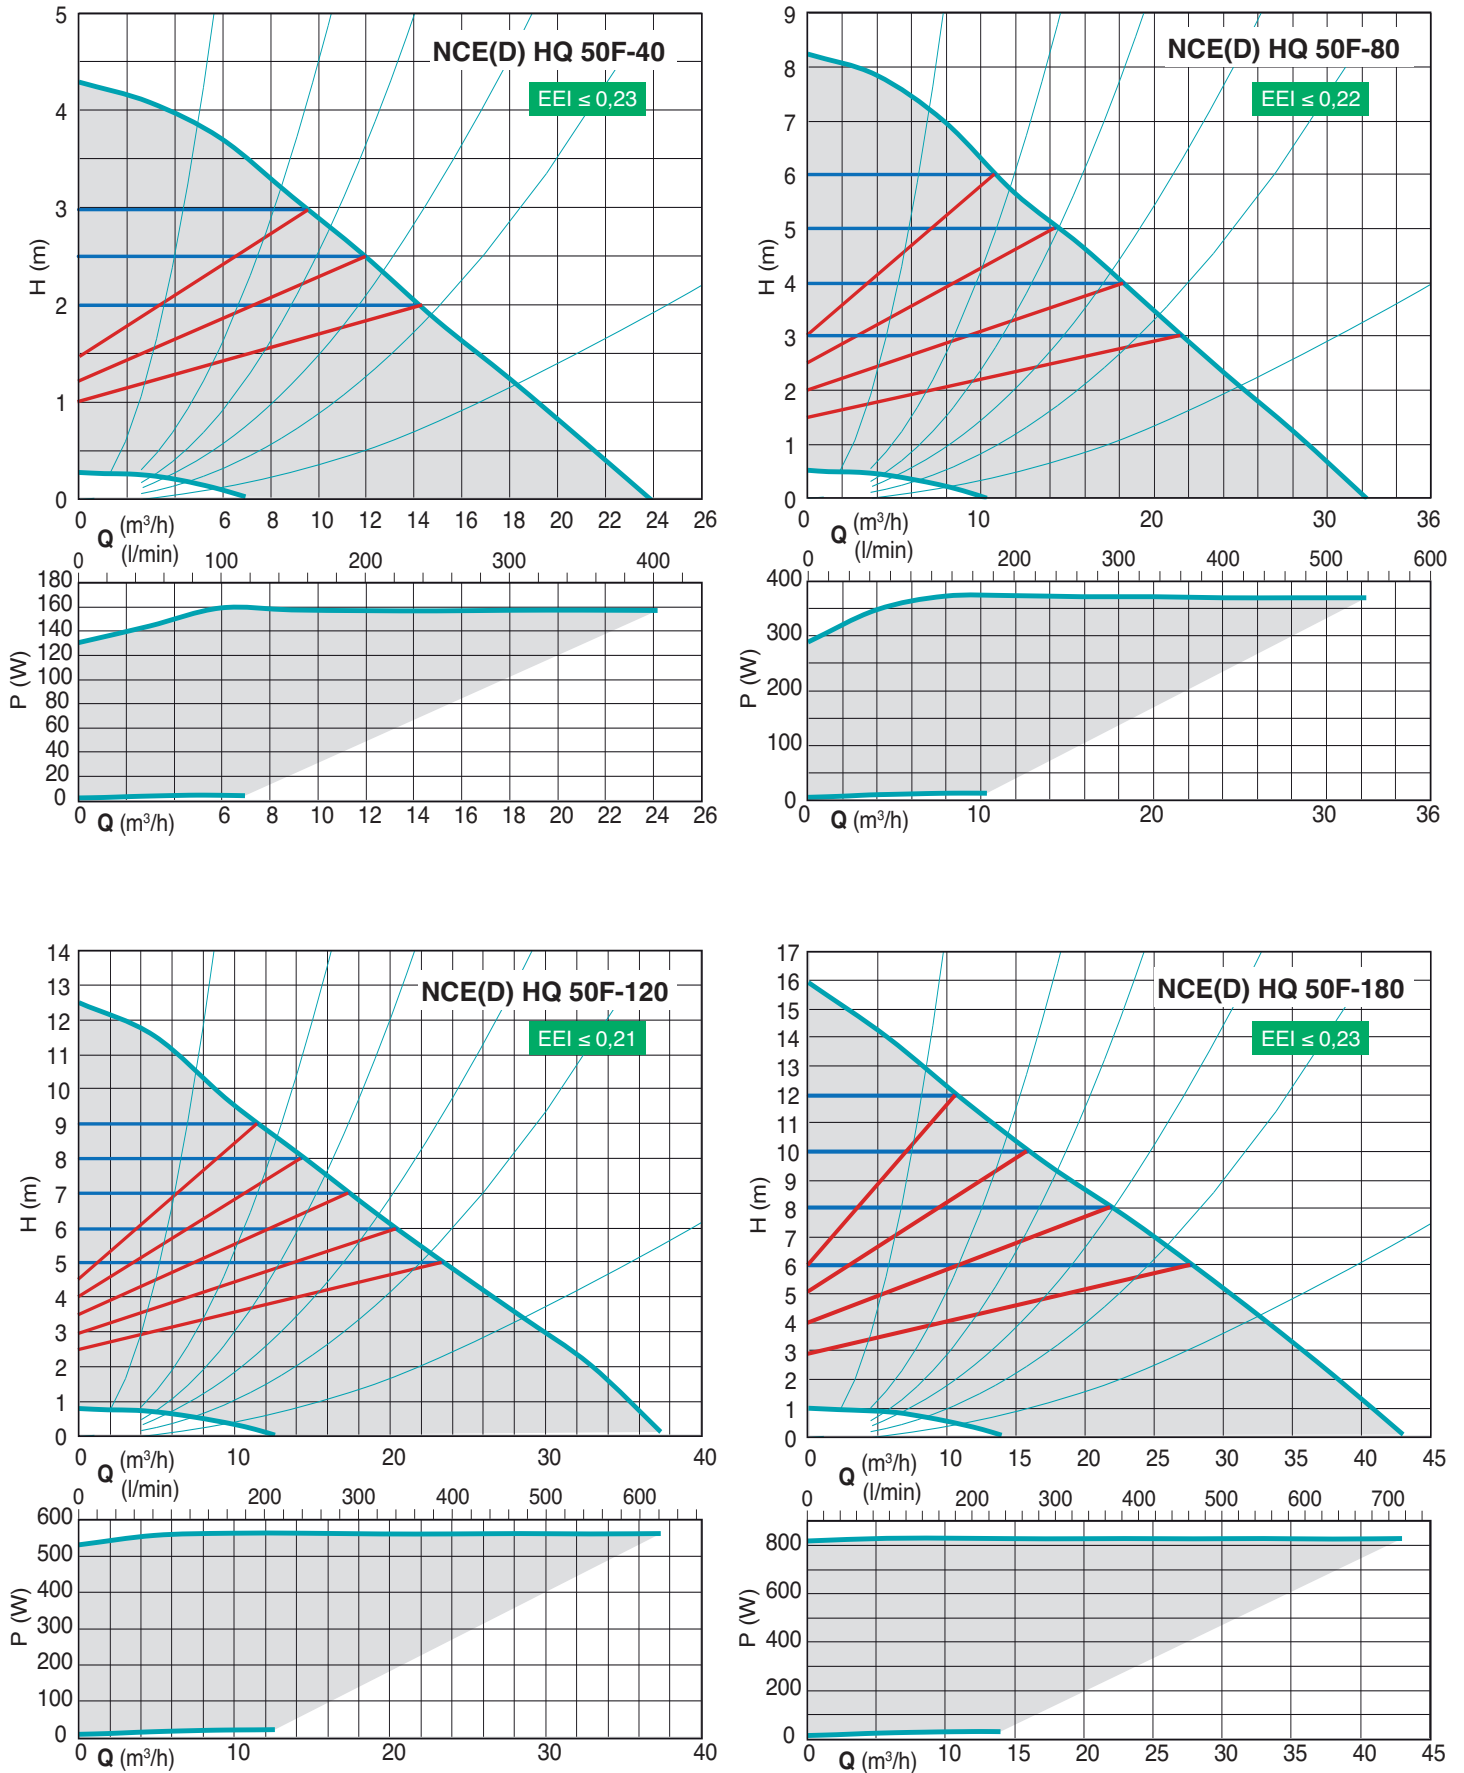 NCE(D) HQ 50F-40
EEI ≤ 0,23
H (m)
5
4
3
2
1
0
0 6 8 10 12 14 16 18 20 22 24 26
Q (m³/h)
(l/min)
0 100 200 300 400
P (W)
180
160
140
120
100
80
60
40
20
0
0 Q (m³/h) 6 8 10 12 14 16 18 20 22 24 26
NCE(D) HQ 50F-80
EEI ≤ 0,22
H (m)
9
8
7
6
5
4
3
2
1
0
0 10 20 30 36
Q (m³/h)
(l/min)
0 200 300 400 500 600
P (W)
400
300
200
100
0
0 Q (m³/h) 10 20 30 36
NCE(D) HQ 50F-120
EEI ≤ 0,21
H (m)
14
13
12
11
10
9
8
7
6
5
4
3
2
1
0
0 10 20 30 40
Q (m³/h)
(l/min)
0 200 300 400 500 600
P (W)
600
500
400
300
200
100
0
0 Q (m³/h) 10 20 30 40
NCE(D) HQ 50F-180
EEI ≤ 0,23
H (m)
17
16
15
14
13
12
11
10
9
8
7
6
5
4
3
2
1
0
0 10 15 20 25 30 35 40 45
Q (m³/h)
(l/min)
0 200 300 400 500 600 700
P (W)
800
600
400
200
0
0 Q (m³/h) 10 15 20 25 30 35 40 45